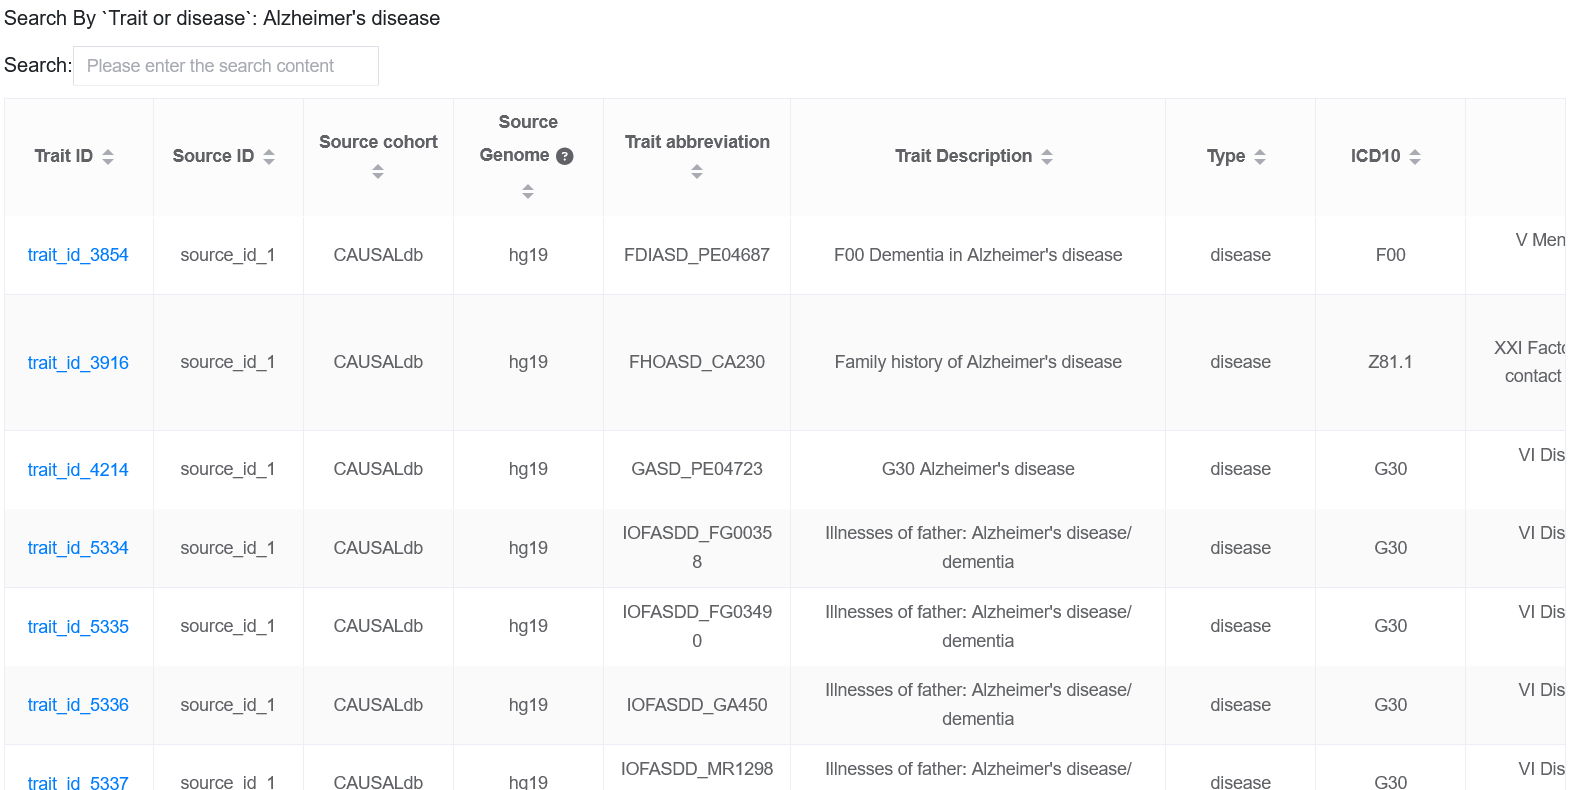 Search By `Trait or disease`: Alzheimer's disease
Search: Please enter the search content
Trait ID Source ID Source cohort Source Genome ? Trait abbreviation Trait Description Type ICD10
trait_id_3854 source_id_1 CAUSALdb hg19 FDIASD_PE04687 F00 Dementia in Alzheimer's disease disease F00 V Men
trait_id_3916 source_id_1 CAUSALdb hg19 FHOASD_CA230 Family history of Alzheimer's disease disease Z81.1 XXI Facto
contact
trait_id_4214 source_id_1 CAUSALdb hg19 GASD_PE04723 G30 Alzheimer's disease disease G30 VI Dis
trait_id_5334 source_id_1 CAUSALdb hg19 IOFASDD_FG0035
8 Illnesses of father: Alzheimer's disease/
dementia disease G30 VI Dis
trait_id_5335 source_id_1 CAUSALdb hg19 IOFASDD_FG0349
0 Illnesses of father: Alzheimer's disease/
dementia disease G30 VI Dis
trait_id_5336 source_id_1 CAUSALdb hg19 IOFASDD_GA450 Illnesses of father: Alzheimer's disease/
dementia disease G30 VI Dis
trait_id_5337 source_id_1 CAUSALdb hg19 IOFASDD_MR1298 Illnesses of father: Alzheimer's disease/ disease G30 VI Dis